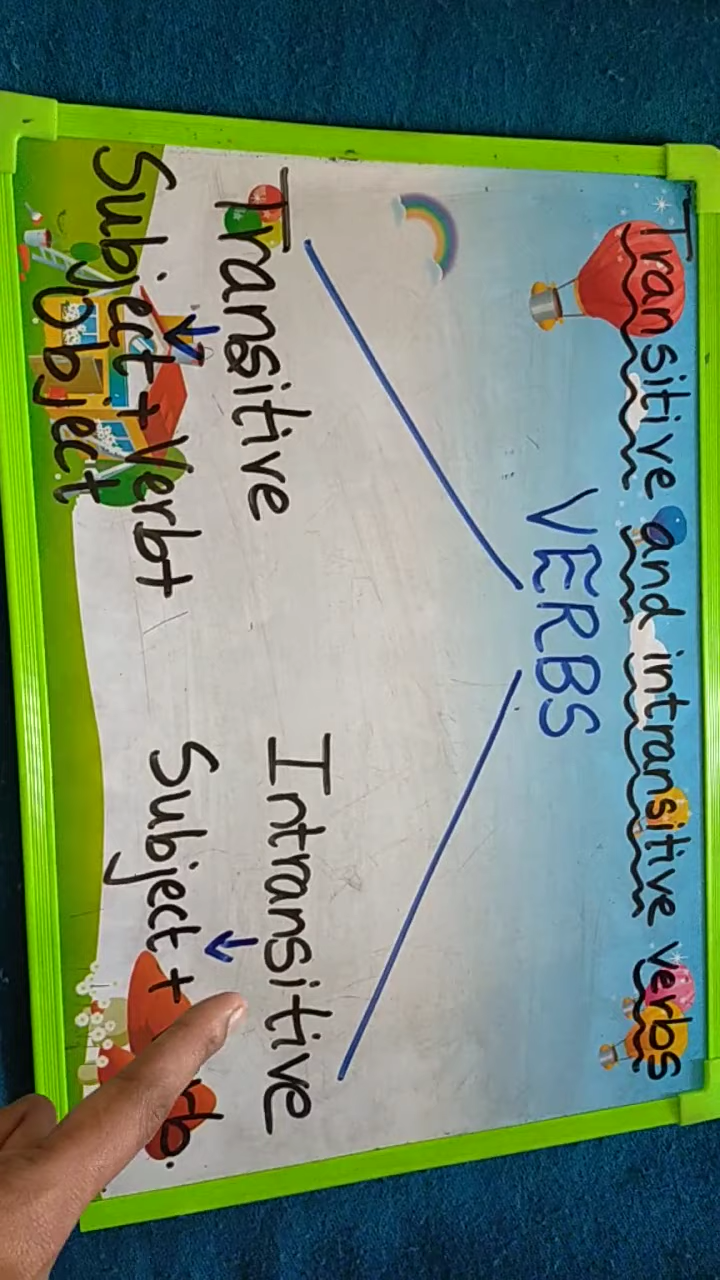 Transitive and intransitive verbs
VERBS
Transitive
Subject + Verb+
Object
Intransitive
Subject +